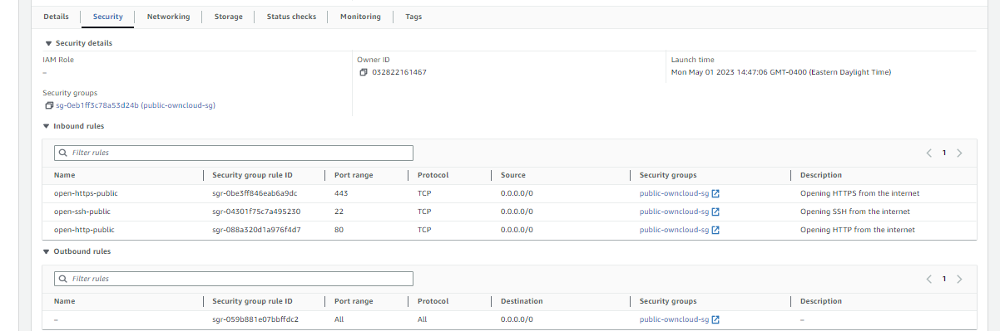 Details Security Networking Storage Status checks Monitoring Tags
▼ Security details
IAM Role Owner ID Launch time
– 032822161467 Mon May 01 2023 14:47:06 GMT-0400 (Eastern Daylight Time)
Security groups
sg-0eb1ff3c78a53d24b (public-owncloud-sg)
▼ Inbound rules
Filter rules 1
Name Security group rule ID Port range Protocol Source Security groups Description
open-https-public sgr-0be3ff846eab6a9dc 443 TCP 0.0.0.0/0 public-owncloud-sg Opening HTTPS from the internet
open-ssh-public sgr-04301f75c7a495230 22 TCP 0.0.0.0/0 public-owncloud-sg Opening SSH from the internet
open-http-public sgr-088a320d1a976f4d7 80 TCP 0.0.0.0/0 public-owncloud-sg Opening HTTP from the internet
▼ Outbound rules
Filter rules 1
Name Security group rule ID Port range Protocol Destination Security groups Description
– sgr-059b881e07bbffdc2 All All 0.0.0.0/0 public-owncloud-sg –